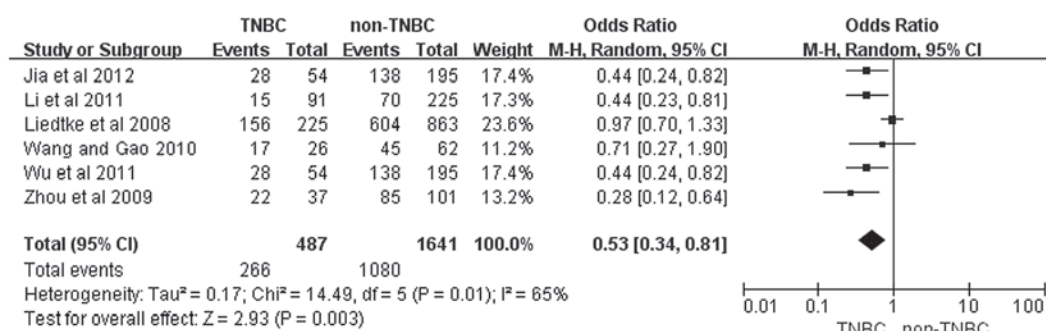 TNBC non-TNBC Odds Ratio Odds Ratio
Study or Subgroup Events Total Events Total Weight M-H, Random, 95% CI M-H, Random, 95% CI
Jia et al 2012 28 54 138 195 17.4% 0.44 [0.24, 0.82]
Li et al 2011 15 91 70 225 17.3% 0.44 [0.23, 0.81]
Liedtke et al 2008 156 225 604 863 23.6% 0.97 [0.70, 1.33]
Wang and Gao 2010 17 26 45 62 11.2% 0.71 [0.27, 1.90]
Wu et al 2011 28 54 138 195 17.4% 0.44 [0.24, 0.82]
Zhou et al 2009 22 37 85 101 13.1% 0.28 [0.12, 0.64]
Total (95% CI) 487 1641 100.0% 0.53 [0.34, 0.81]
Total events 266 1080
Heterogeneity: Tau² = 0.17; Chi² = 14.49, df = 5 (P = 0.01); I² = 65%
Test for overall effect: Z = 2.93 (P = 0.003)
0.01 0.1 1 10 100
TNBC non-TNBC